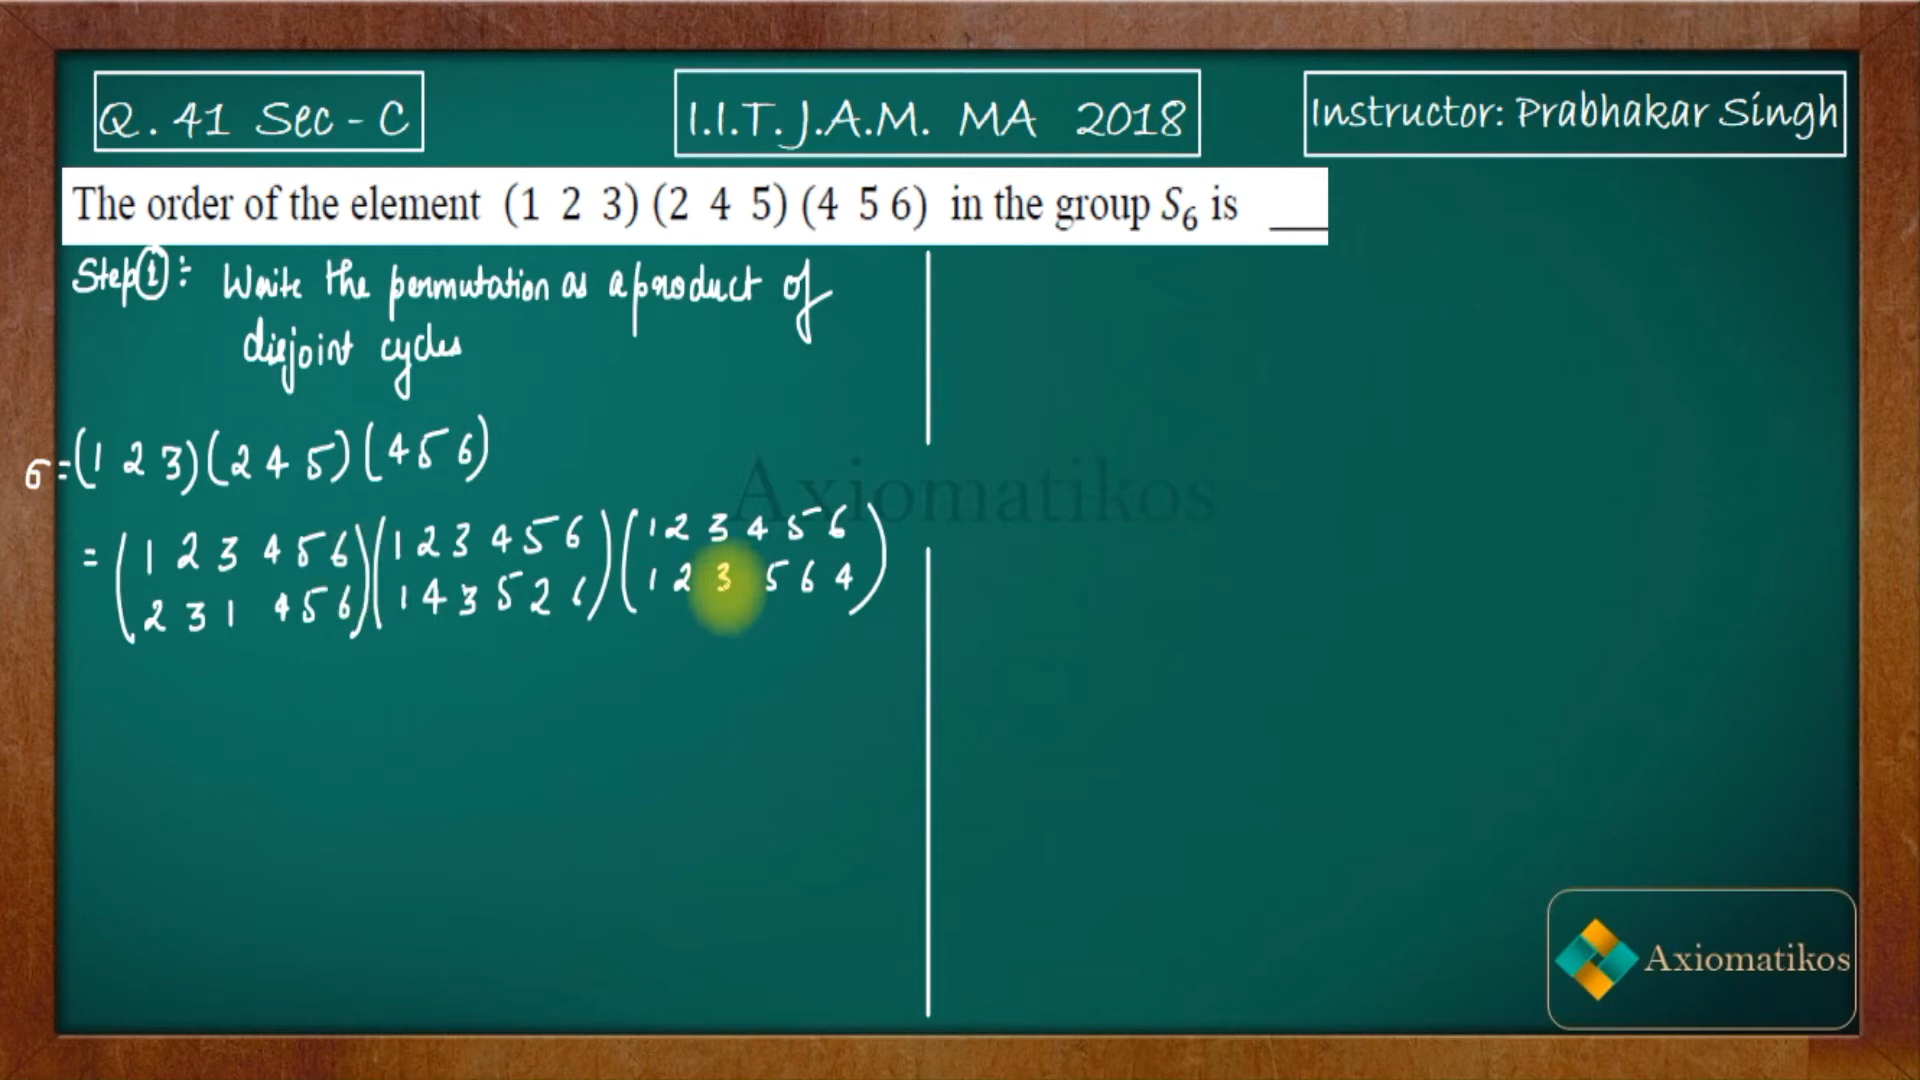 Q. 41 Sec - C
I.I.T. J.A.M. MA 2018
Instructor: Prabhakar Singh
The order of the element (1 2 3) (2 4 5) (4 5 6) in the group S₆ is ___
Step ①: Write the permutation as a product of
disjoint cycles
σ = (1 2 3) (2 4 5) (4 5 6)
= (1 2 3 4 5 6) (1 2 3 4 5 6) (1 2 3 4 5 6)
(2 3 1 4 5 6) (1 4 3 5 2 6) (1 2 3 5 6 4)
Axiomatikos
Axiomatikos